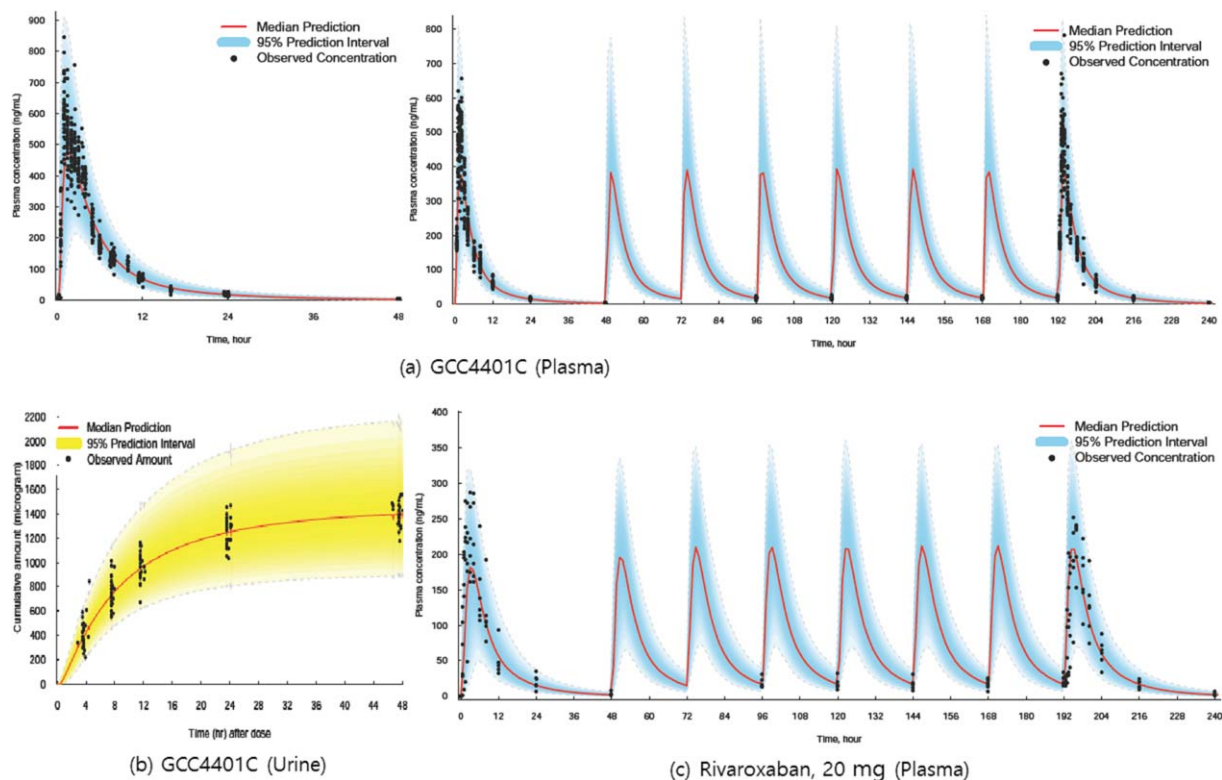 Median Prediction
95% Prediction Interval
Observed Concentration
Plasma concentration (ng/mL)
900
800
700
600
500
400
300
200
100
0
0 12 24 36 48
Time, hour
Median Prediction
95% Prediction Interval
Observed Concentration
Plasma concentration (ng/mL)
800
700
600
500
400
300
200
100
0
0 12 24 36 48 60 72 84 96 108 120 132 144 156 168 180 192 204 216 228 240
Time, hour
(a) GCC4401C (Plasma)
Median Prediction
95% Prediction Interval
Observed Amount
Cumulative amount (microgram)
2200
2000
1800
1600
1400
1200
1000
800
600
400
200
0
0 4 8 12 16 20 24 28 32 36 40 44 48
Time (hr) after dose
(b) GCC4401C (Urine)
Median Prediction
95% Prediction Interval
Observed Concentration
Plasma concentration (ng/mL)
400
350
300
250
200
150
100
50
0
0 12 24 36 48 60 72 84 96 108 120 132 144 156 168 180 192 204 216 228 240
Time, hour
(c) Rivaroxaban, 20 mg (Plasma)